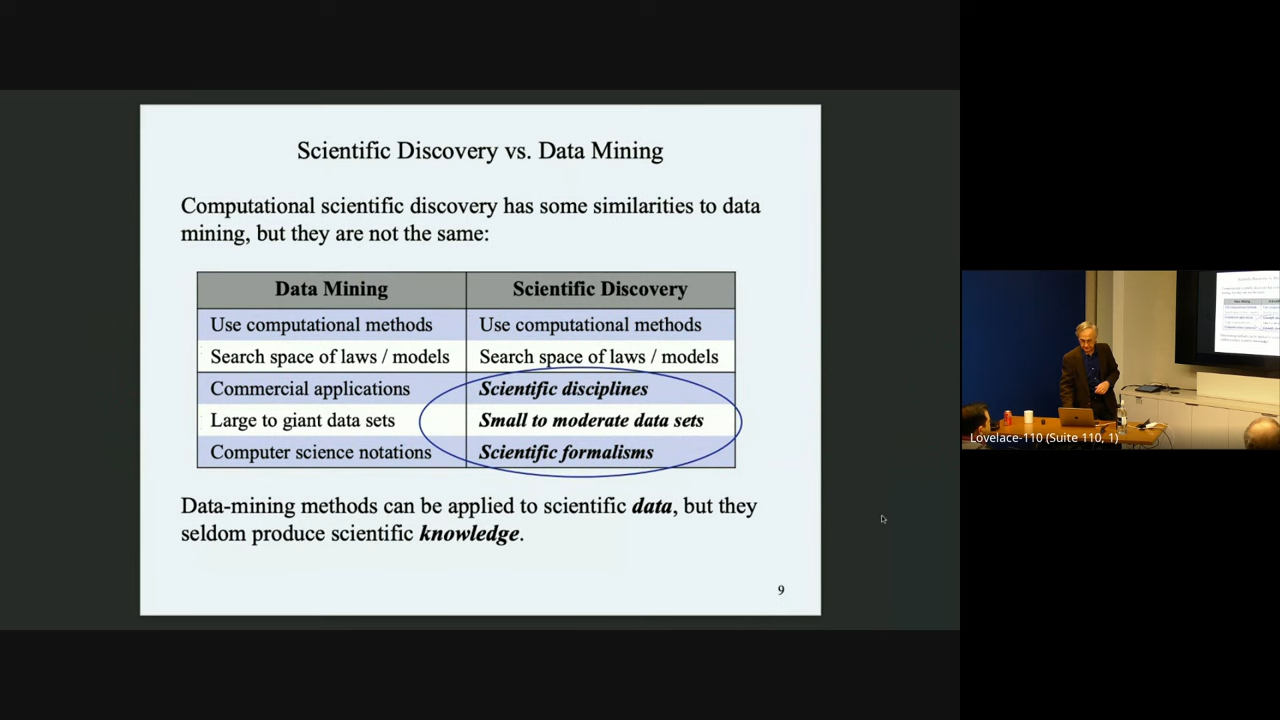 Scientific Discovery vs. Data Mining
Computational scientific discovery has some similarities to data
mining, but they are not the same:
Data Mining Scientific Discovery
Use computational methods Use computational methods
Search space of laws / models Search space of laws / models
Commercial applications Scientific disciplines
Large to giant data sets Small to moderate data sets
Computer science notations Scientific formalisms
Data-mining methods can be applied to scientific data, but they
seldom produce scientific knowledge.
9
Lovelace-110 (Suite 110, 1)